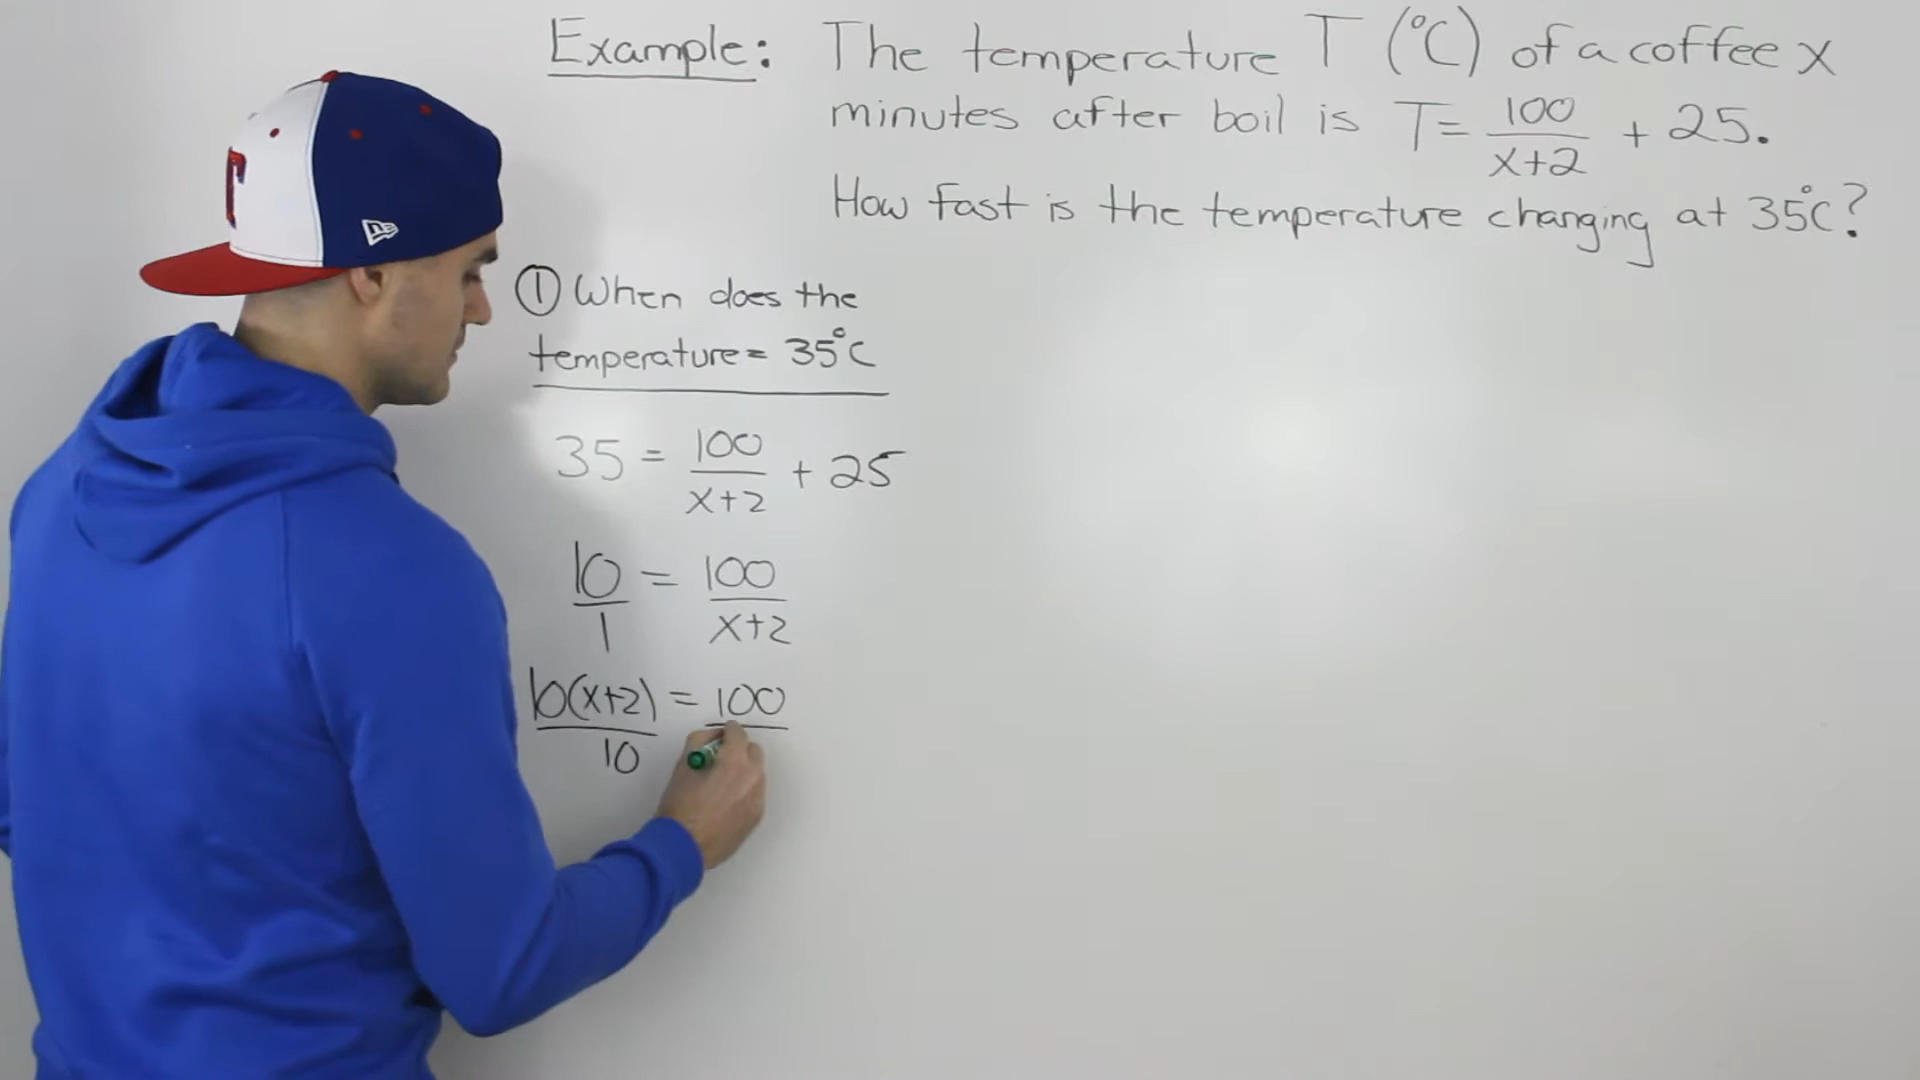 Example: The temperature T (°C) of a coffee x
minutes after boil is T = 100/(x+2) + 25.
How fast is the temperature changing at 35°C?
① When does the
temperature = 35°C
35 = 100/(x+2) + 25
10/1 = 100/(x+2)
10(x+2)/10 = 100